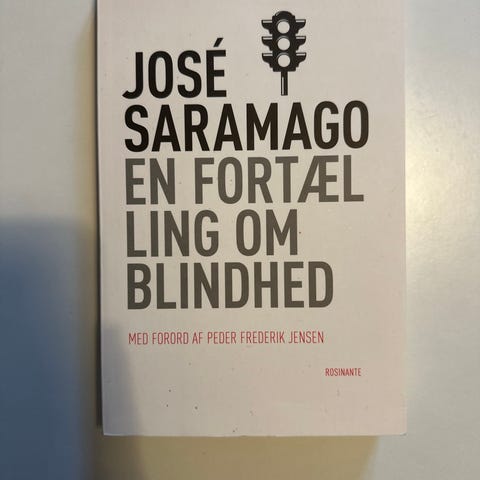 JOSÉ
SARAMAGO
EN FORTÆL
LING OM
BLINDHED
MED FORORD AF PEDER FREDERIK JENSEN
ROSINANTE